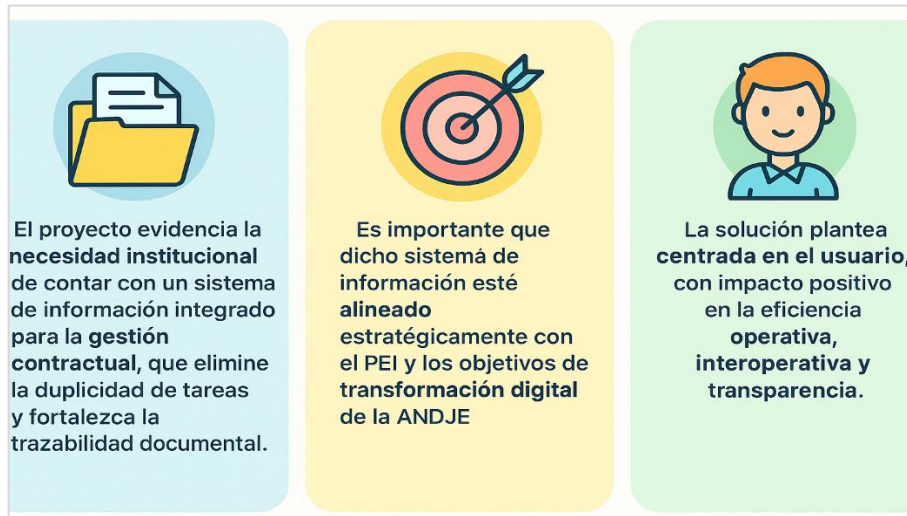 El proyecto evidencia la
necesidad institucional
de contar con un sistema
de información integrado
para la gestión
contractual, que elimine
la duplicidad de tareas
y fortalezca la
trazabilidad documental.
Es importante que
dicho sistemá de
información esté
alineado
estratégicamente con
el PEI y los objetivos de
transformación digital
de la ANDJE
La solución plantea
centrada en el usuario,
con impacto positivo
en la eficiencia
operativa,
interoperativa y
transparencia.